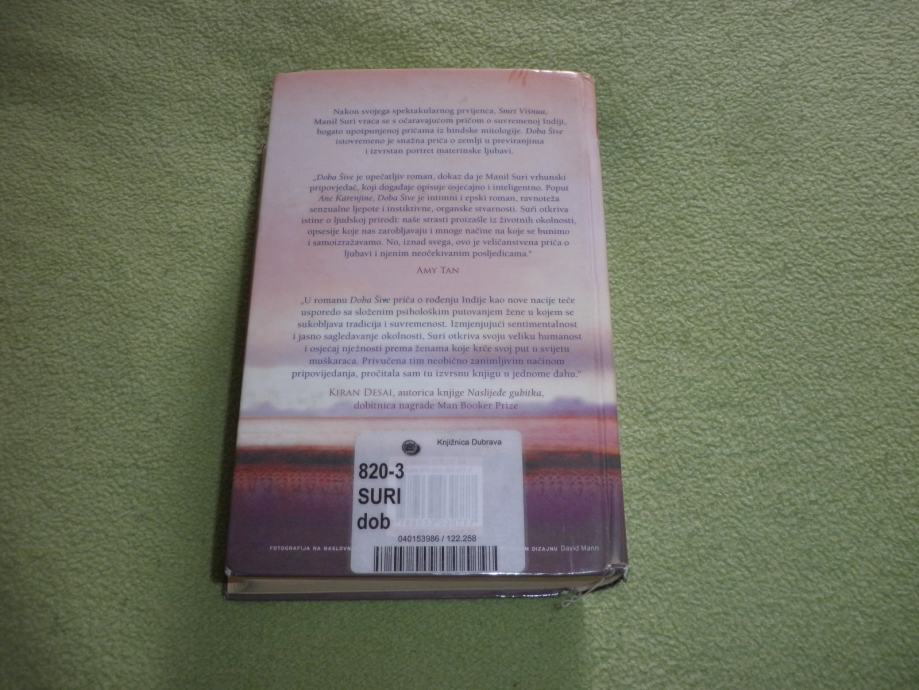 Nakon svojega spektakularnog prvijenca, Smrt Višnua,
Manil Suri vraća se s očaravajućom pričom o suvremenoj Indiji,
bogato upotpunjenoj pričama iz hindske mitologije. Doba Šive
istovremeno je snažna priča o zemlji u previranjima
i izvrstan portret materinske ljubavi.
„Doba Šive je upečatljiv roman, dokaz da je Manil Suri vrhunski
pripovjedač, koji događaje opisuje osjećajno i inteligentno. Poput
Ane Karenjine, Doba Šive je intimni i epski roman, ravnoteža
senzualne ljepote i instiktivne, organske stvarnosti. Suri otkriva
istine o ljudskoj prirodi: naše strasti proizašle iz životnih okolnosti,
opsesije koje nas zarobljavaju i mnoge načine na koje se bunimo
i samoizražavamo. No, iznad svega, ovo je veličanstvena priča o
ljubavi i njenim neočekivanim posljedicama.“
AMY TAN
„U romanu Doba Šive priča o rođenju Indije kao nove nacije teče
usporedo sa složenim psihološkim putovanjem žene u kojem se
sukobljava tradicija i suvremenost. Izmjenjujući sentimentalnost
i jasno sagledavanje okolnosti, Suri otkriva svoju veliku humanost
i osjećaj nježnosti prema ženama koje krče svoj put u svijetu
muškaraca. Privučena tim neobično zanimljivim načinom
pripovijedanja, pročitala sam tu izvrsnu knjigu u jednome dahu.“
KIRAN DESAI, autorica knjige Naslijeđe gubitka,
dobitnica nagrade Man Booker Prize
Knjižnica Dubrava
820-3
SURI
dob
040153986 / 122.258
FOTOGRAFIJA NA NASLOVN DIZAJNU David Mann